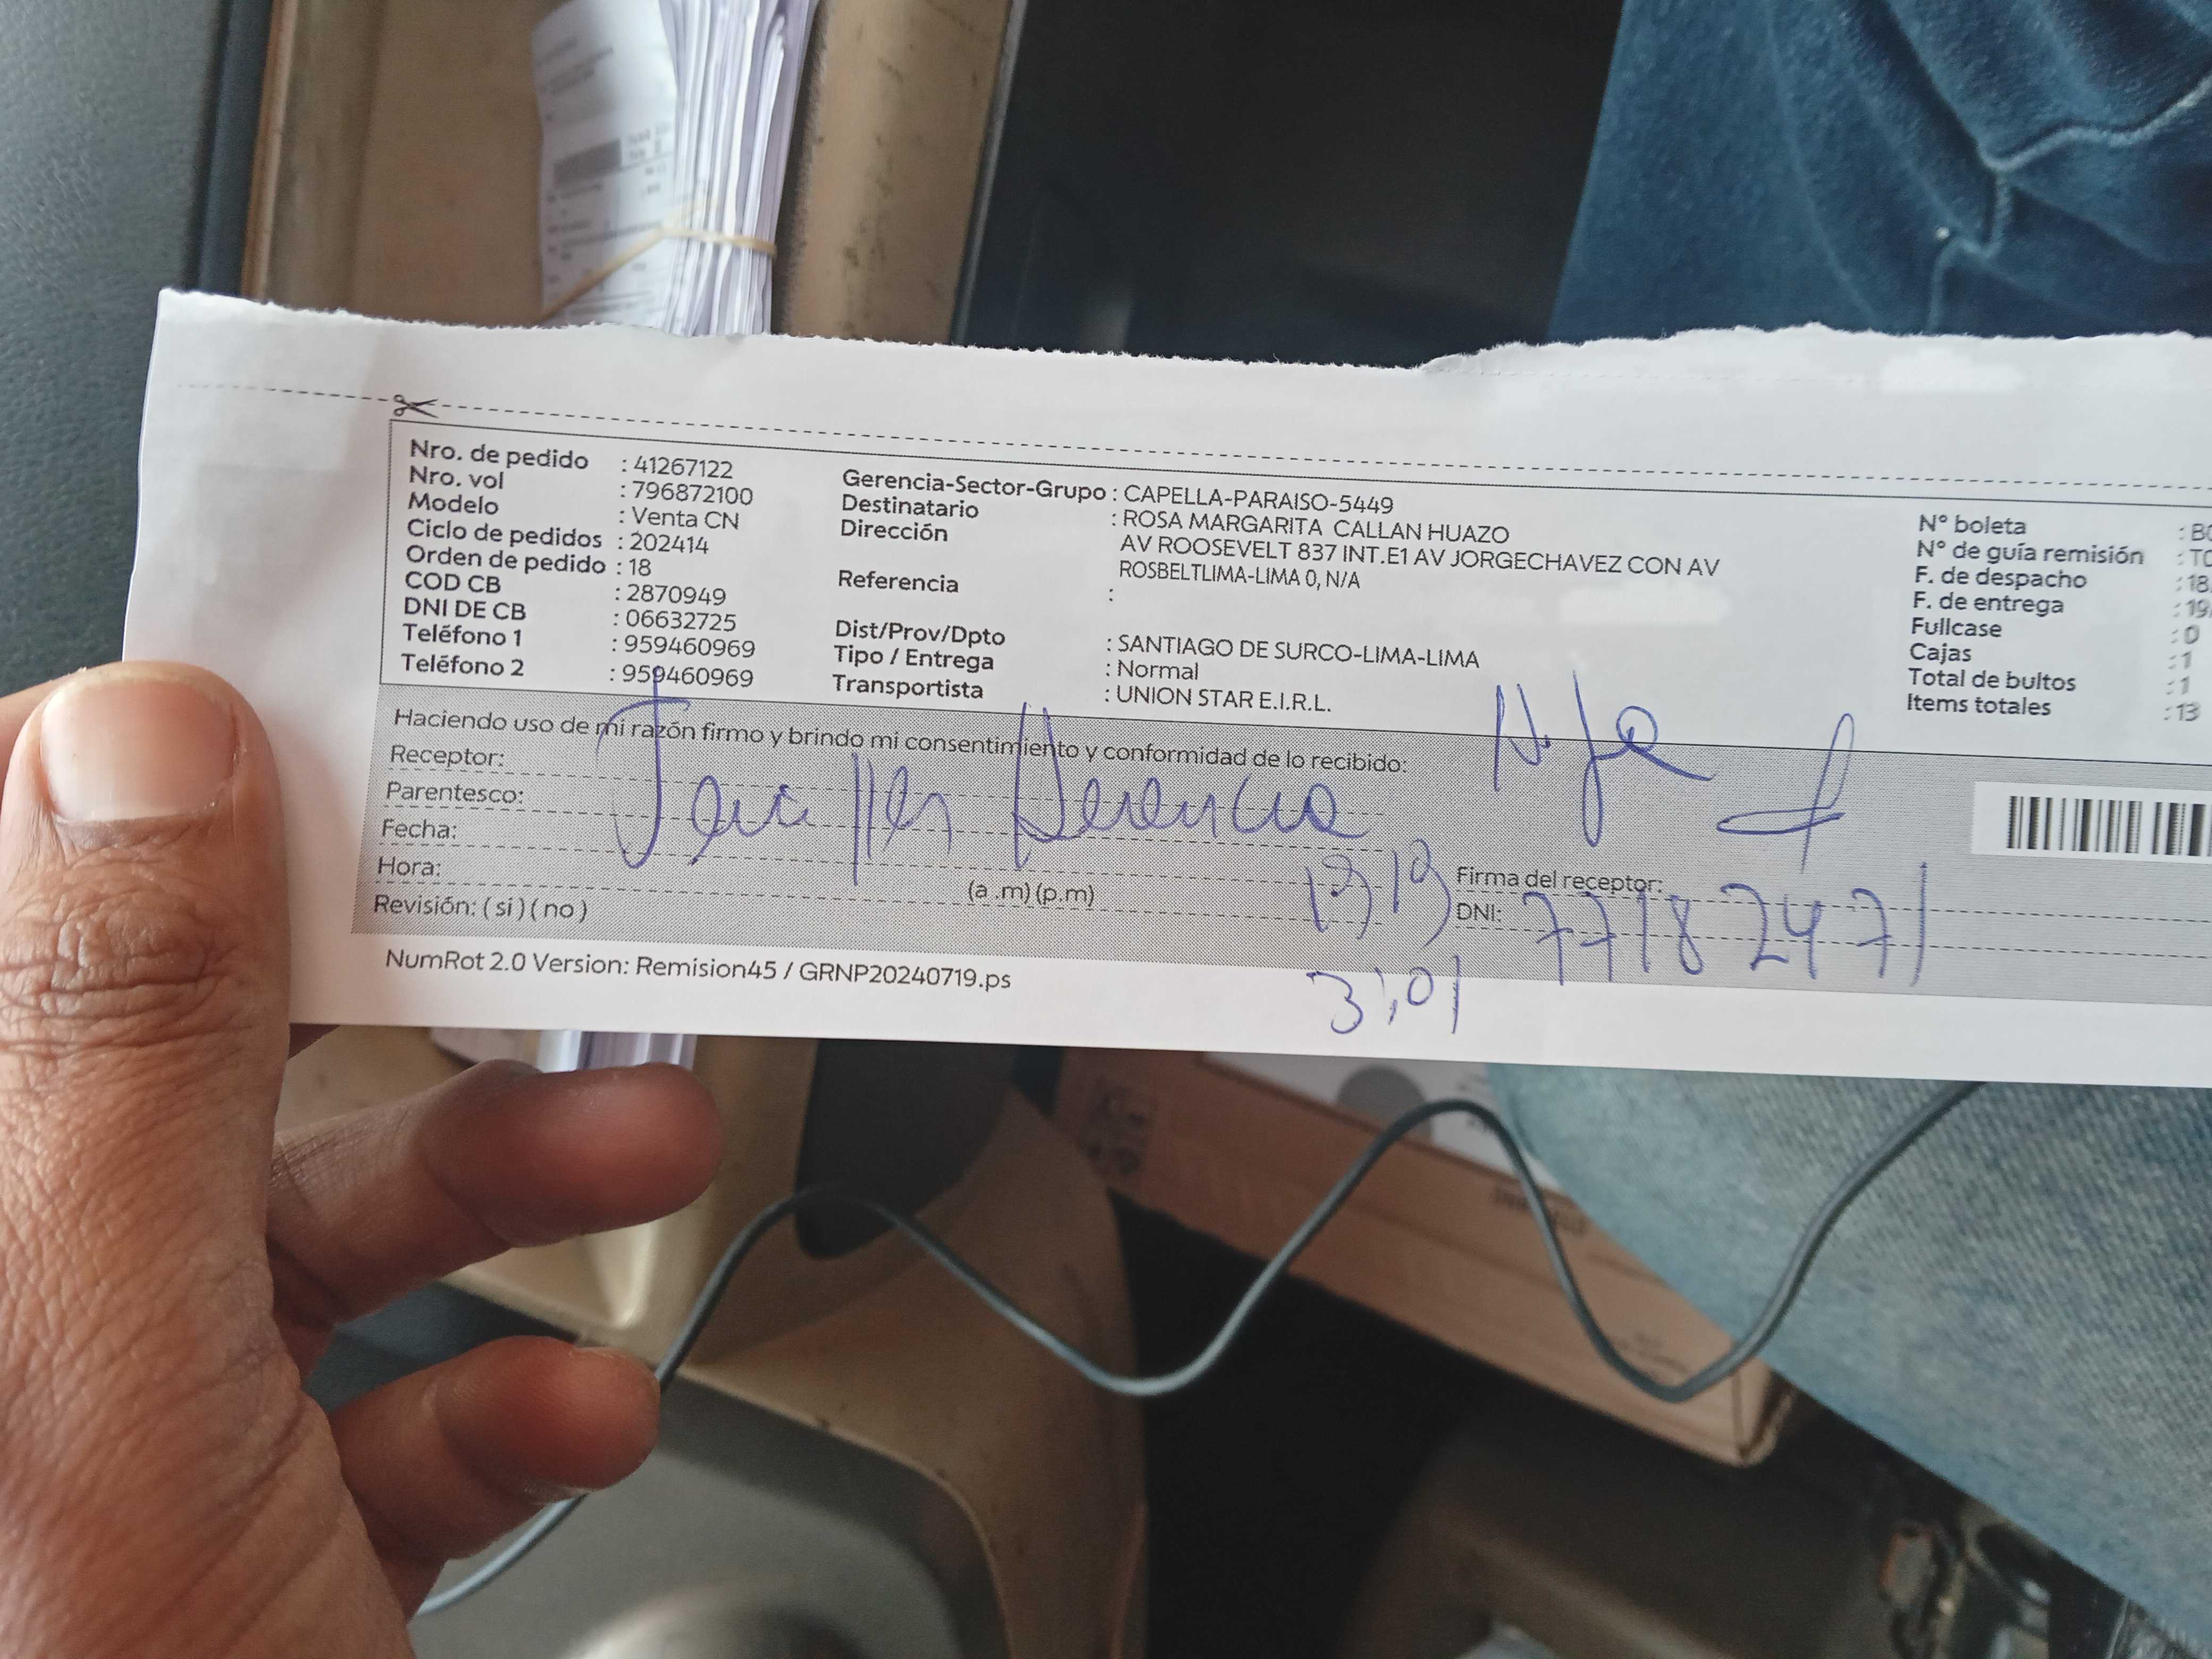 Nro. de pedido : 41267122
Nro. vol : 796872100
Modelo : Venta CN
Ciclo de pedidos : 202414
Orden de pedido : 18
COD CB : 2870949
DNI DE CB : 06632725
Teléfono 1 : 959460969
Teléfono 2 : 959460969
Gerencia-Sector-Grupo : CAPELLA-PARAISO-5449
Destinatario : ROSA MARGARITA CALLAN HUAZO
Dirección AV ROOSEVELT 837 INT.E1 AV JORGECHAVEZ CON AV
ROSBELTLIMA-LIMA 0, N/A
Referencia :
Dist/Prov/Dpto : SANTIAGO DE SURCO-LIMA-LIMA
Tipo / Entrega : Normal
Transportista : UNION STAR E.I.R.L.
N° boleta : B
N° de guía remisión : T
F. de despacho : 18
F. de entrega : 19
Fullcase : 0
Cajas : 1
Total de bultos : 1
Items totales : 13
Haciendo uso de mi razón firmo y brindo mi consentimiento y conformidad de lo recibido:
Receptor:
Parentesco:
Herencia
Fecha:
Hora: (a .m) (p.m)
Revisión: ( si ) ( no )
Firma del receptor:
DNI: 77182471
3:01
NumRot 2.0 Version: Remision45 / GRNP20240719.ps